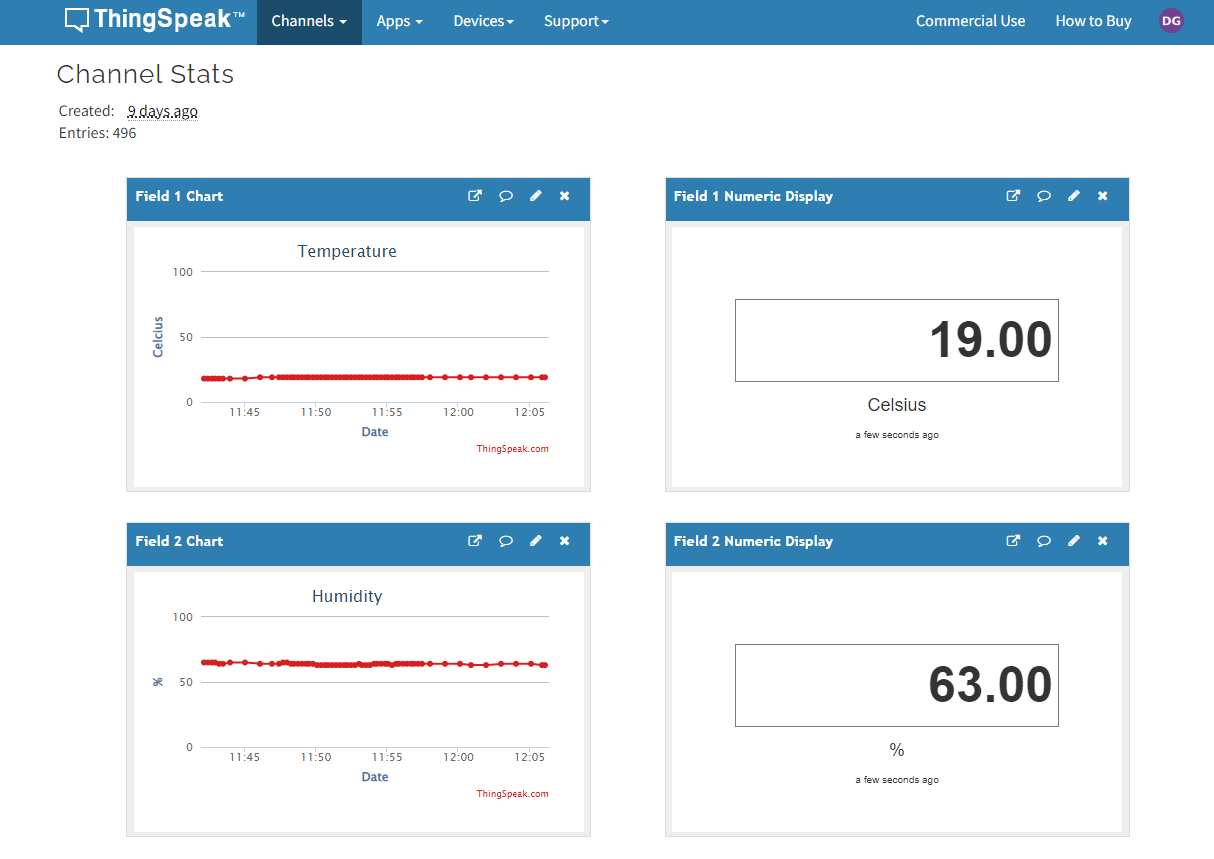 ThingSpeak™ Channels Apps Devices Support Commercial Use How to Buy DG
Channel Stats
Created: 9 days ago
Entries: 496
Field 1 Chart
Temperature
100
50
0
Celcius
11:45 11:50 11:55 12:00 12:05
Date
ThingSpeak.com
Field 1 Numeric Display
19.00
Celsius
a few seconds ago
Field 2 Chart
Humidity
100
50
0
%
11:45 11:50 11:55 12:00 12:05
Date
ThingSpeak.com
Field 2 Numeric Display
63.00
%
a few seconds ago